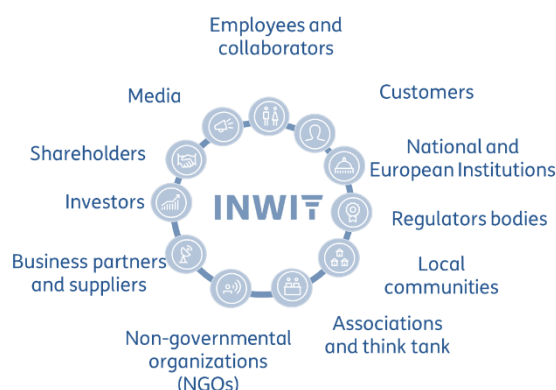 Employees and
collaborators
Media
Customers
Shareholders
National and
European Institutions
Investors
INWIT
Regulators bodies
Business partners
and suppliers
Local
communities
Non-governmental
organizations
(NGOs)
Associations
and think tank